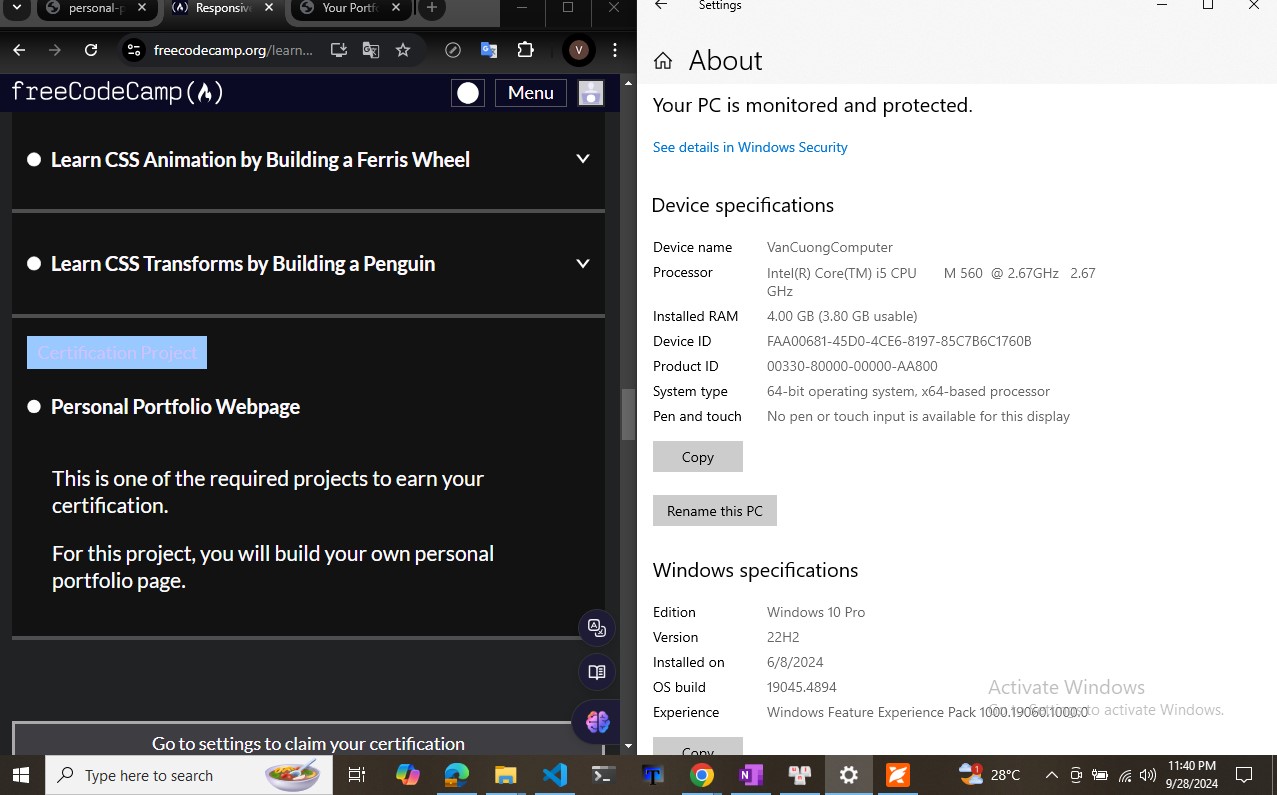 personal-p
Responsive
Your Portfo
freecodecamp.org/learn...
V
freeCodeCamp
Menu
Learn CSS Animation by Building a Ferris Wheel
Learn CSS Transforms by Building a Penguin
Certification Project
Personal Portfolio Webpage
This is one of the required projects to earn your
certification.
For this project, you will build your own personal
portfolio page.
Go to settings to claim your certification
Settings
About
Your PC is monitored and protected.
See details in Windows Security
Device specifications
Device name VanCuongComputer
Processor Intel(R) Core(TM) i5 CPU M 560 @ 2.67GHz 2.67
GHz
Installed RAM 4.00 GB (3.80 GB usable)
Device ID FAA00681-45D0-4CE6-8197-85C7B6C1760B
Product ID 00330-80000-00000-AA800
System type 64-bit operating system, x64-based processor
Pen and touch No pen or touch input is available for this display
Copy
Rename this PC
Windows specifications
Edition Windows 10 Pro
Version 22H2
Installed on 6/8/2024
OS build 19045.4894
Experience Windows Feature Experience Pack 1000.19060.1000.0
Copy
Activate Windows
Go to Settings to activate Windows.
Type here to search
1
28°C
11:40 PM
9/28/2024